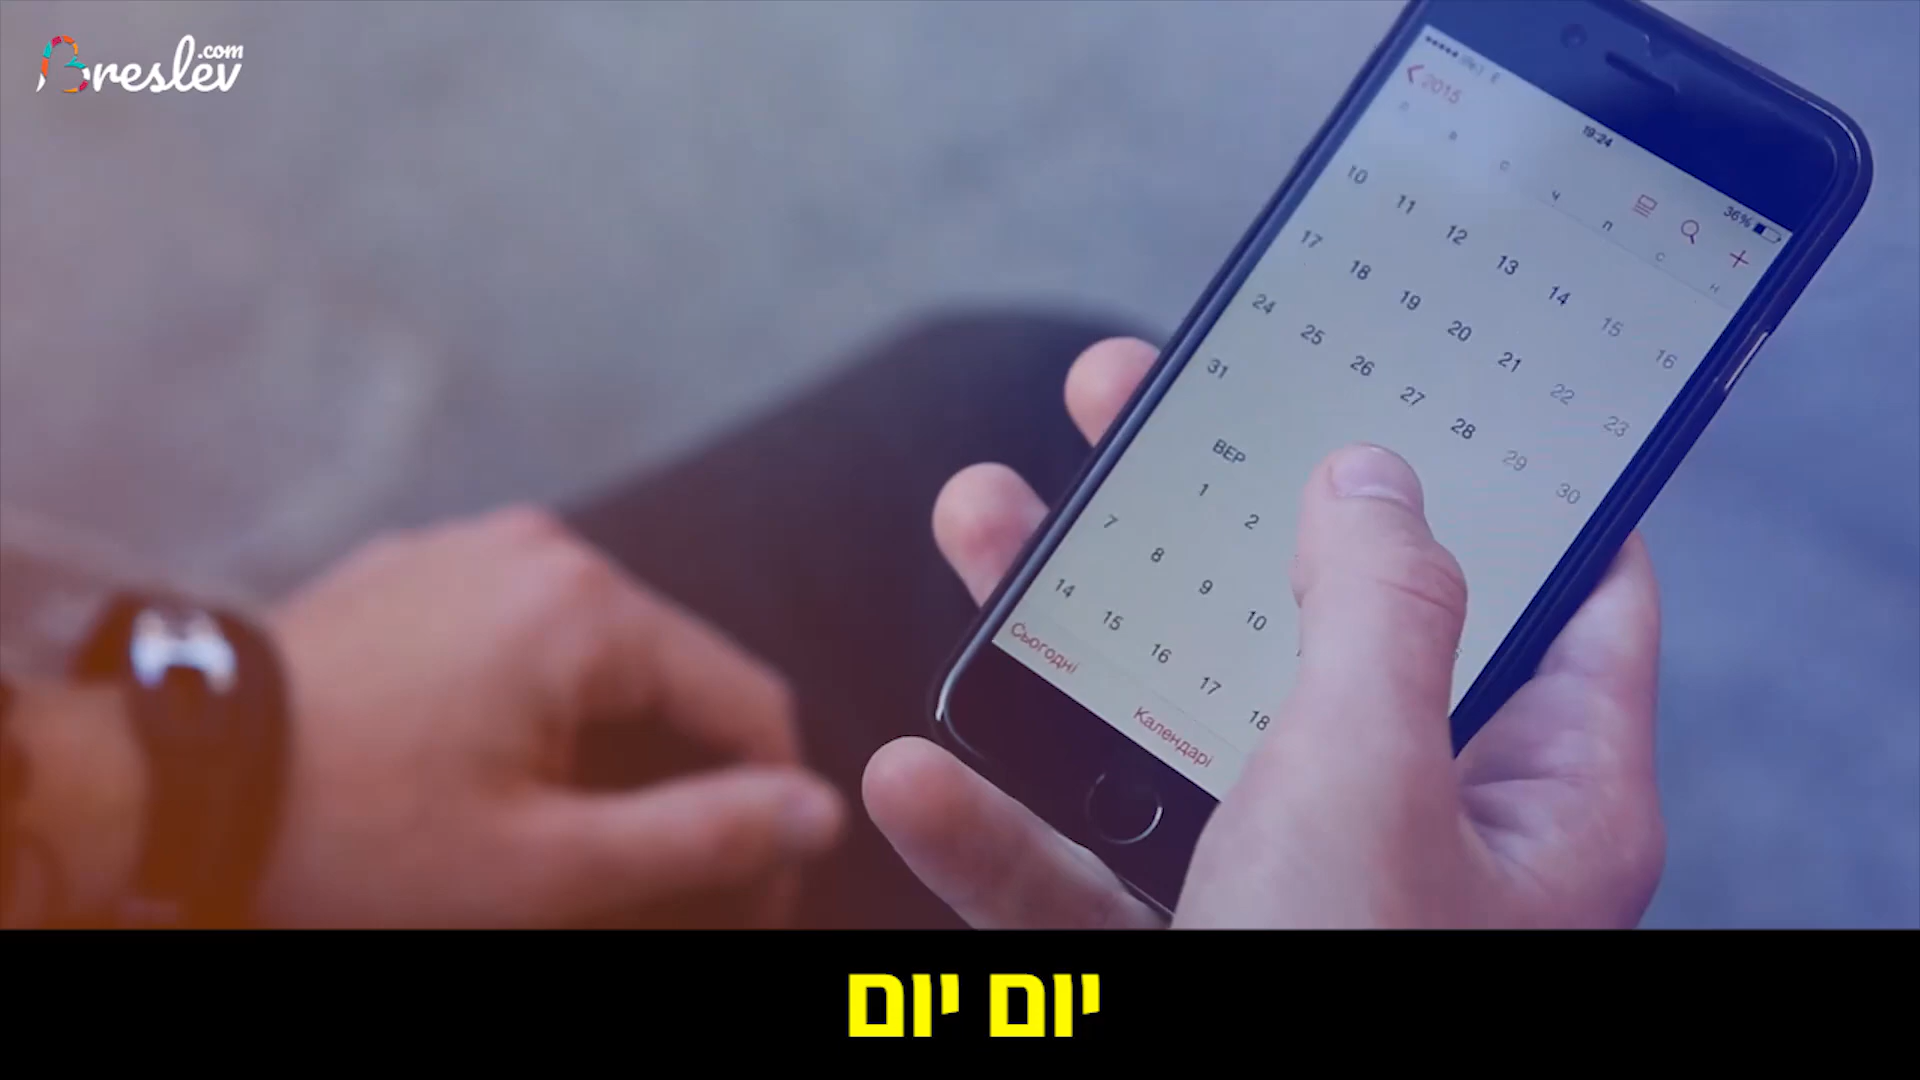 Breslev.com
2015
19:24
36%
В С Ч П С Н
10 11 12 13 14 15 16
17 18 19 20 21 22 23
24 25 26 27 28 29 30
31
ВЕР
1 2
7 8 9 10
14 15 16 17 18
Сьогодні
Календарі
יום יום